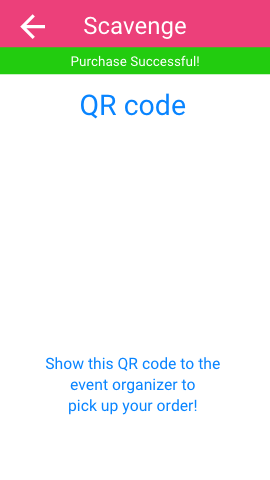 Scavenge
Purchase Successful!
QR code
Show this QR code to the
event organizer to
pick up your order!